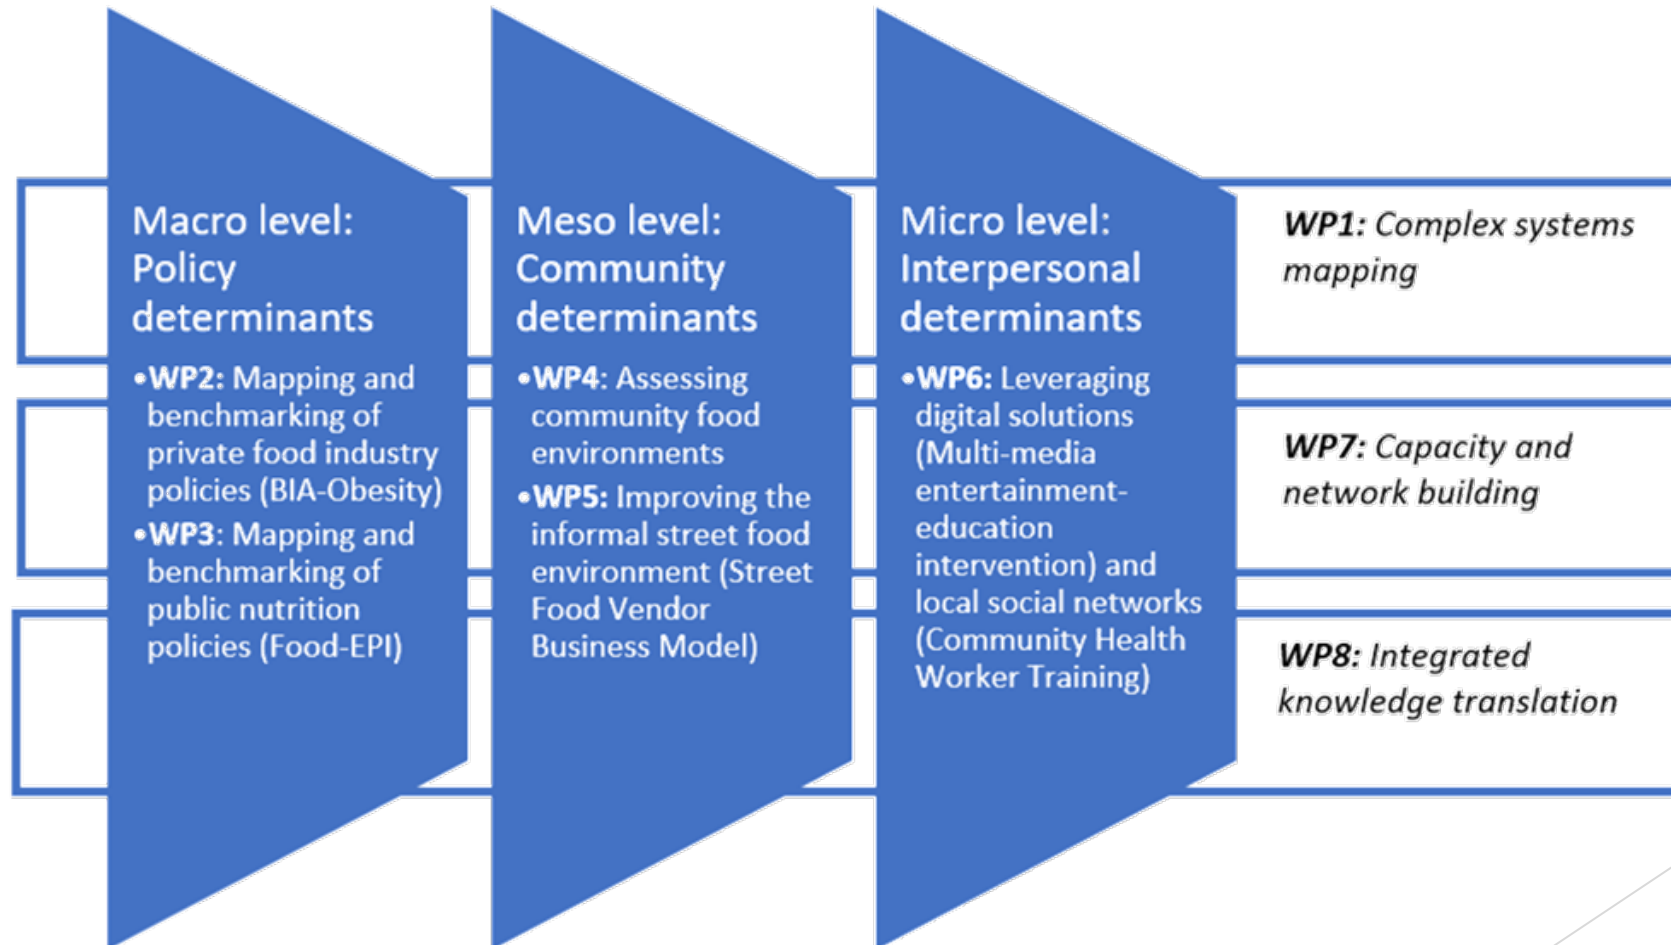 Macro level:
Policy
determinants
•WP2: Mapping and
benchmarking of
private food industry
policies (BIA-Obesity)
•WP3: Mapping and
benchmarking of
public nutrition
policies (Food-EPI)
Meso level:
Community
determinants
•WP4: Assessing
community food
environments
•WP5: Improving the
informal street food
environment (Street
Food Vendor
Business Model)
Micro level:
Interpersonal
determinants
•WP6: Leveraging
digital solutions
(Multi-media
entertainment-
education
intervention) and
local social networks
(Community Health
Worker Training)
WP1: Complex systems
mapping
WP7: Capacity and
network building
WP8: Integrated
knowledge translation